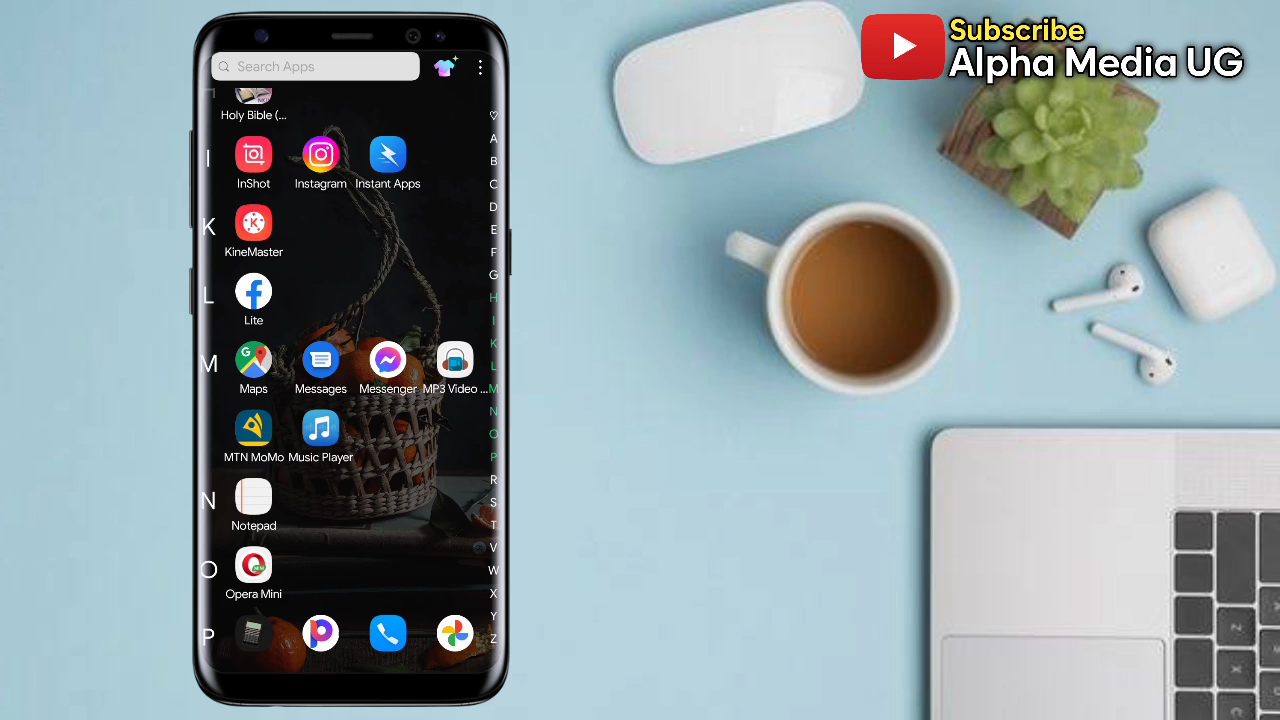 Subscribe
Alpha Media UG
Search Apps
Holy Bible (...
I
InShot
Instagram
Instant Apps
K
KineMaster
L
Lite
M
Maps
Messages
Messenger
MP3 Video ...
MTN MoMo
Music Player
N
Notepad
O
Opera Mini
P
A
B
C
D
E
F
G
H
I
K
L
M
N
O
P
R
S
T
V
W
X
Y
Z